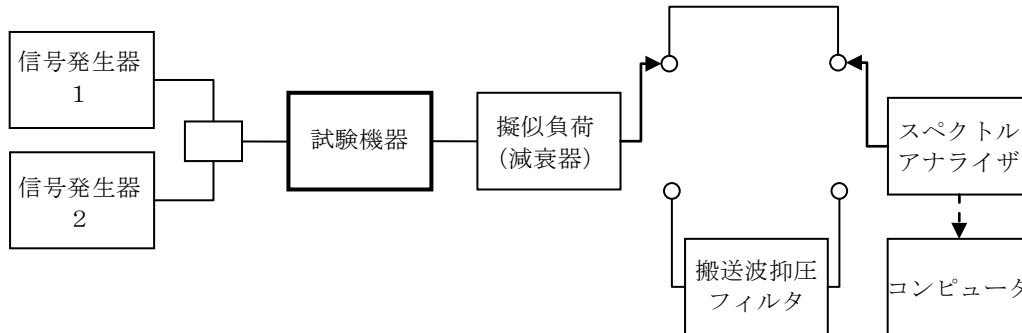 信号発生器
1
信号発生器
2
試験機器
擬似負荷
(減衰器)
搬送波抑圧
フィルタ
スペクトル
アナライザ
コンピュータ